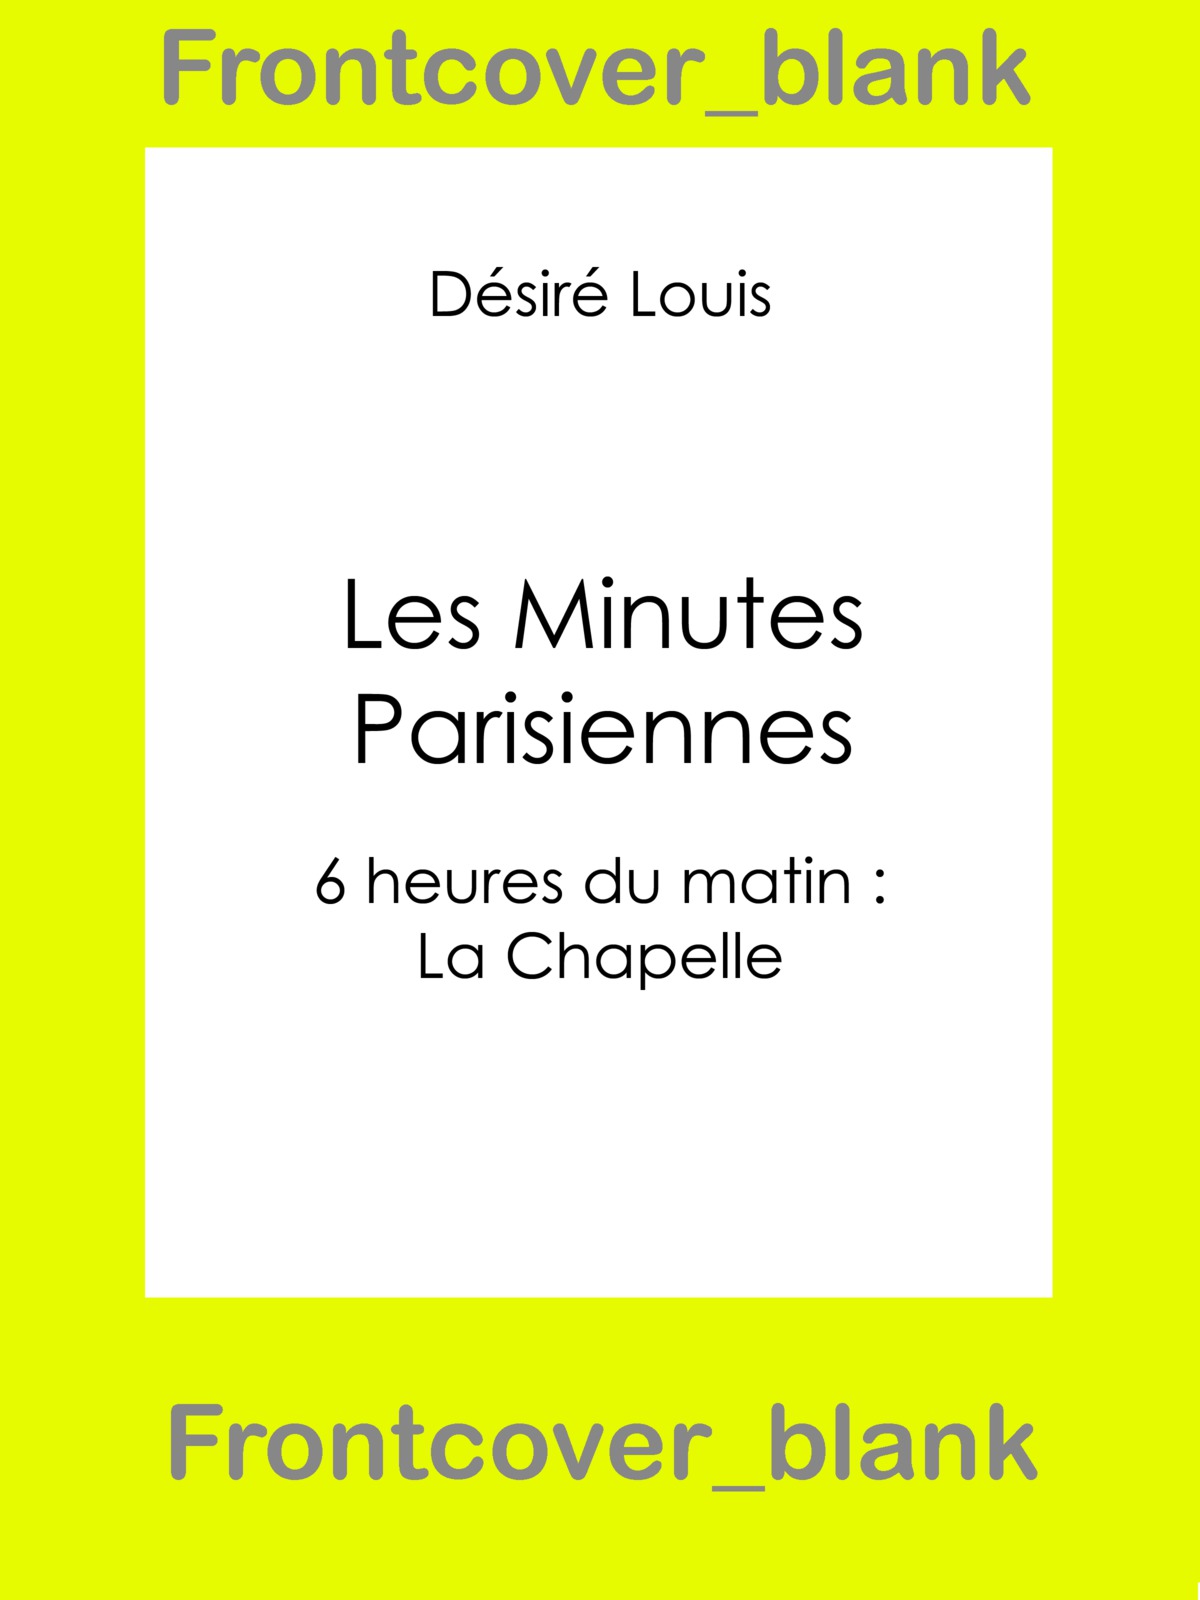 Frontcover_blank
Désiré Louis
Les Minutes
Parisiennes
6 heures du matin :
La Chapelle
Frontcover_blank